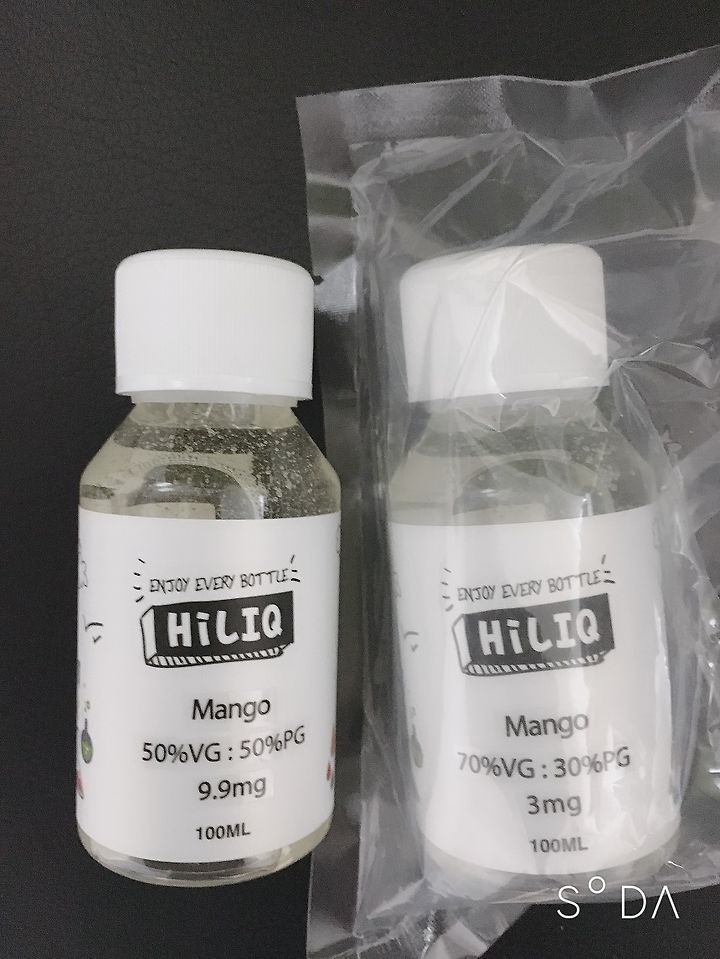 ENJOY EVERY BOTTLE
HiLIQ
Mango
50%VG : 50%PG
9.9mg
100ML
ENJOY EVERY BOTTLE
HiLIQ
Mango
70%VG : 30%PG
3mg
100ML
SODA